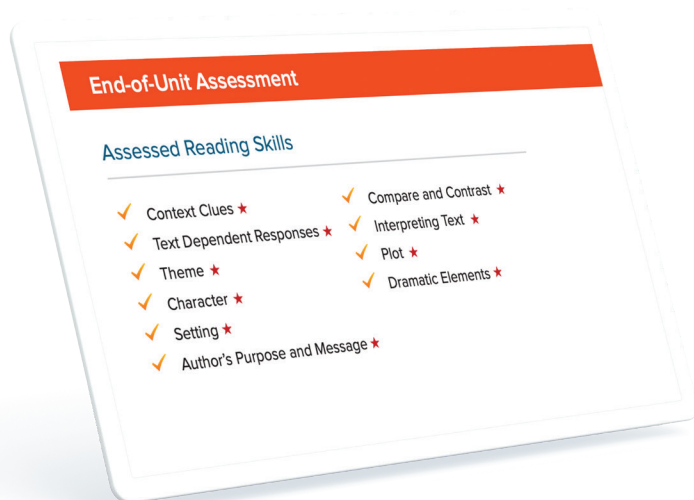 End-of-Unit Assessment
Assessed Reading Skills
✓ Context Clues ★
✓ Text Dependent Responses ★
✓ Theme ★
✓ Character ★
✓ Setting ★
✓ Author's Purpose and Message ★
✓ Compare and Contrast ★
✓ Interpreting Text ★
✓ Plot ★
✓ Dramatic Elements ★